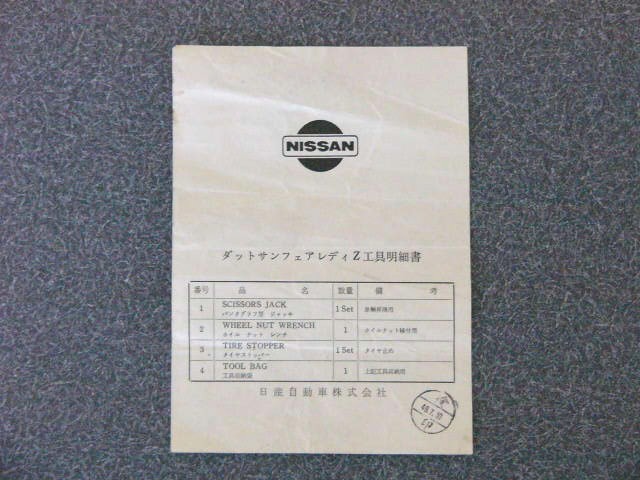 NISSAN
ダットサンフェアレディZ工具明細書
番号 品 名 数量 備 考
1 SCISSORS JACK 1 Set 車輪交換用
パンタグラフ型 ジャッキ
2 WHEEL NUT WRENCH 1 ホイルナット締付用
ホイル ナット レンチ
3 TIRE STOPPER 1 Set タイヤ止め
タイヤストッパー
4 TOOL BAG 1 上記工具収納用
工具収納袋
日産自動車株式会社